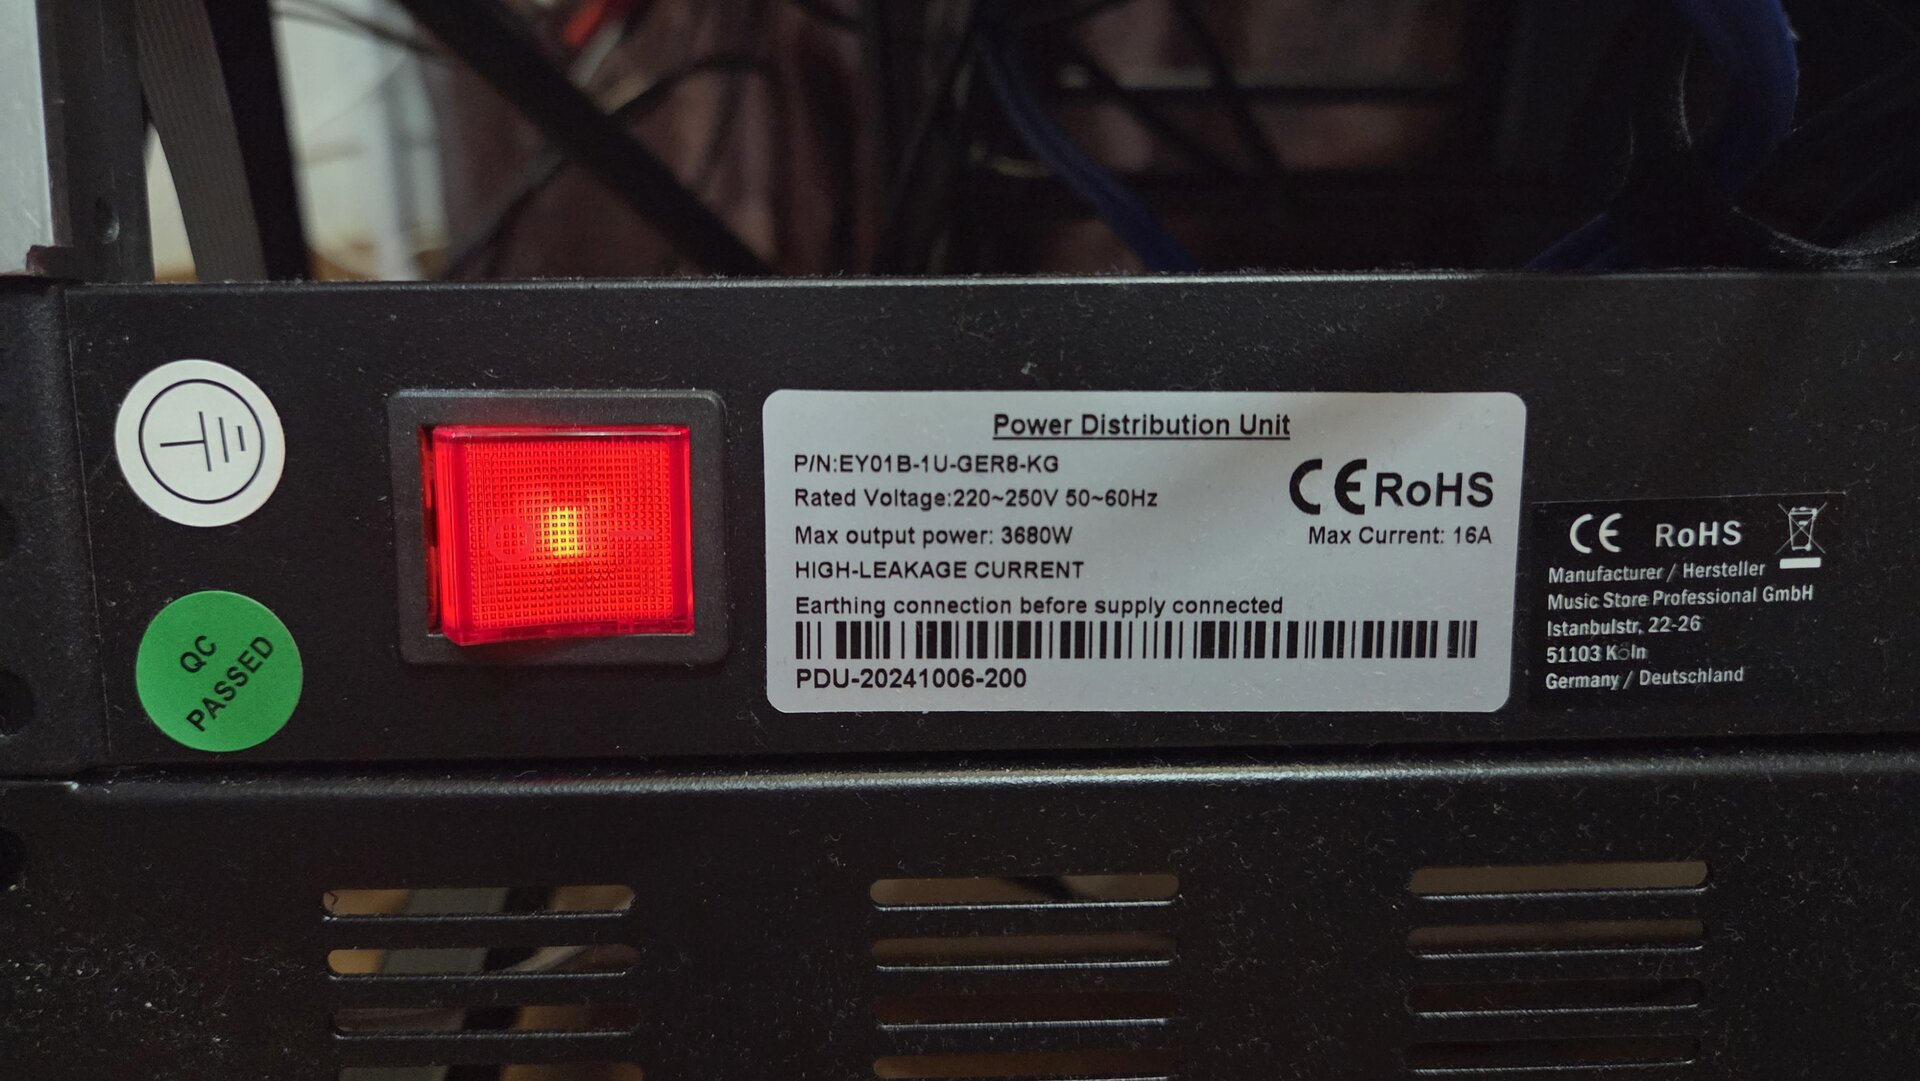 QC
PASSED
Power Distribution Unit
P/N:EY01B-1U-GER8-KG
Rated Voltage:220~250V 50~60Hz
Max output power: 3680W
CE RoHS
Max Current: 16A
HIGH-LEAKAGE CURRENT
Earthing connection before supply connected
PDU-20241006-200
CE RoHS
Manufacturer / Hersteller
Music Store Professional GmbH
Istanbulstr. 22-26
51103 Köln
Germany / Deutschland